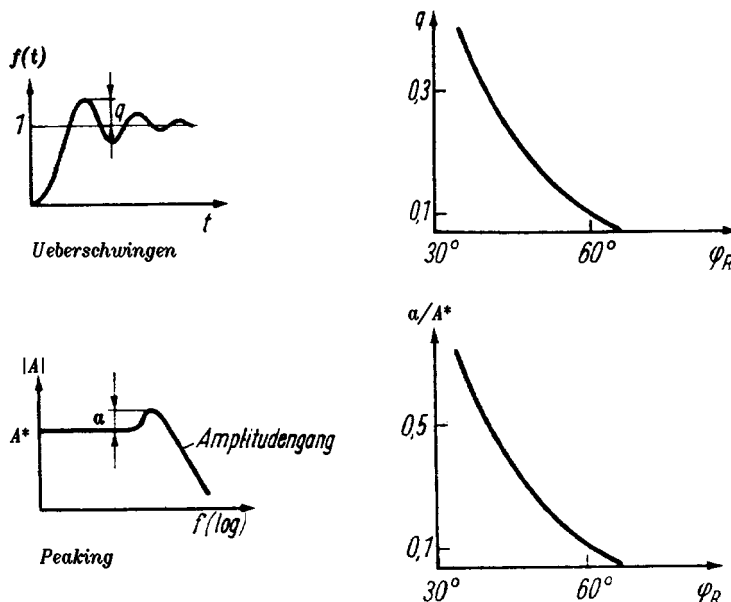 f(t)
1
q
t
Ueberschwingen
q
0,3
0,1
30°
60°
φR
|A|
A*
a
Amplitudengang
f(log)
Peaking
a/A*
0,5
0,1
30°
60°
φR